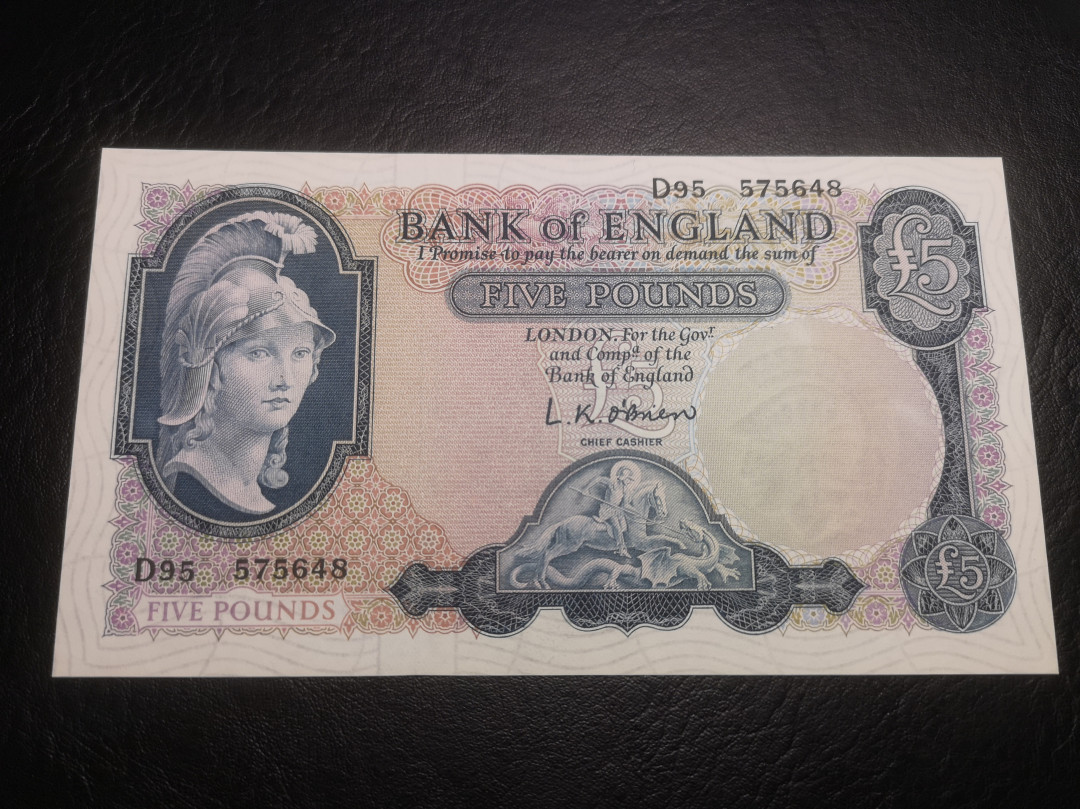 D95 575648
BANK of ENGLAND
I Promise to pay the bearer on demand the sum of
£5
FIVE POUNDS
LONDON. For the Govr.
and Compa. of the
Bank of England
£5
L. K. O'Brien
CHIEF CASHIER
D95 575648
£5
FIVE POUNDS